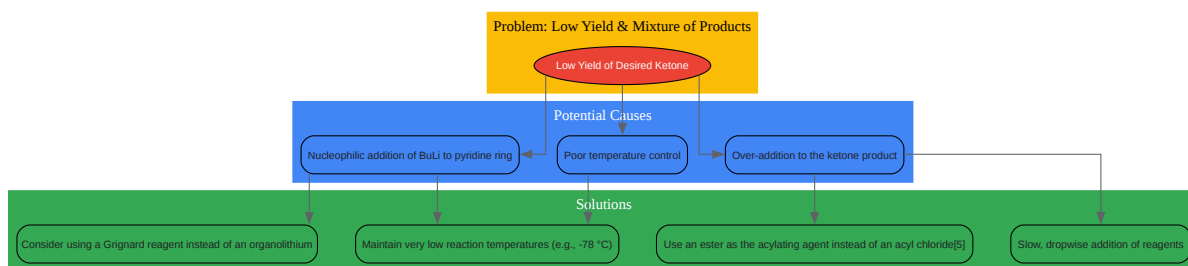 Problem: Low Yield & Mixture of Products
Low Yield of Desired Ketone
Potential Causes
Nucleophilic addition of BuLi to pyridine ring
Poor temperature control
Over-addition to the ketone product
Solutions
Consider using a Grignard reagent instead of an organolithium
Maintain very low reaction temperatures (e.g., -78 °C)
Use an ester as the acylating agent instead of an acyl chloride[5]
Slow, dropwise addition of reagents